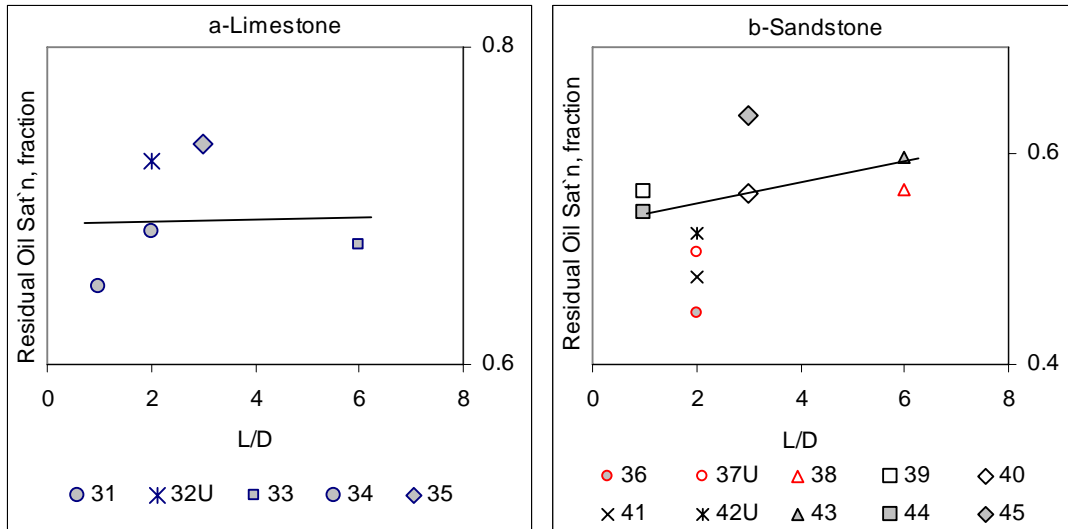 a-Limestone
0.8
Residual Oil Sat`n, fraction
0.6
0 2 4 6 8
L/D
31 32U 33 34 35
b-Sandstone
Residual Oil Sat`n, fraction
0.6
0.4
0 2 4 6 8
L/D
36 37U 38 39 40
41 42U 43 44 45